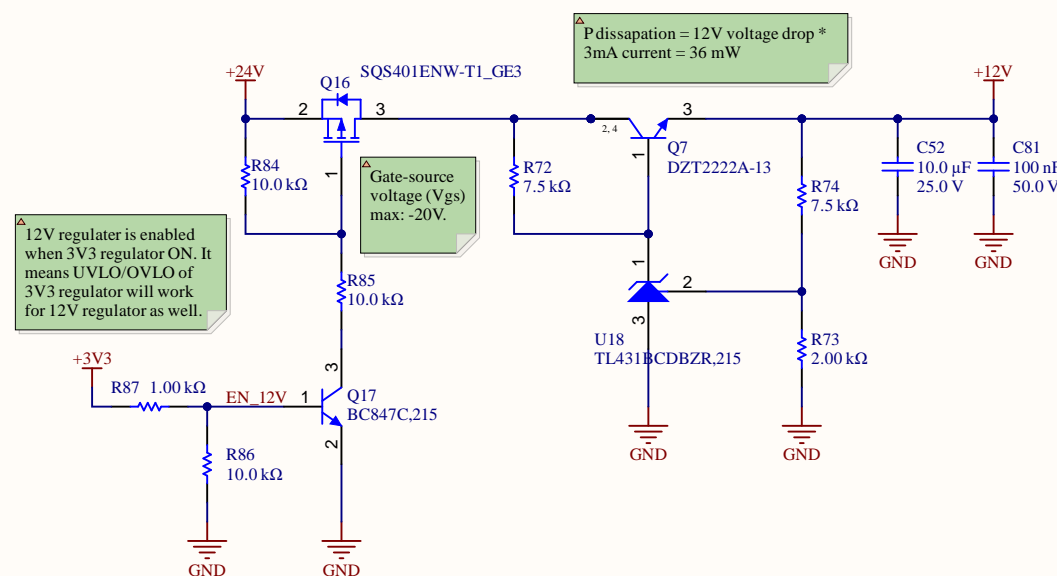 P dissapation = 12V voltage drop *
3mA current = 36 mW
+24V
SQS401ENW-T1_GE3
Q16
+12V
2
3
2, 4
3
1
Q7
DZT2222A-13
R84
10.0 kΩ
1
R72
7.5 kΩ
C52
10.0 µF
25.0 V
C81
100 nF
50.0 V
Gate-source
voltage (Vgs)
max: -20V.
R74
7.5 kΩ
12V regulater is enabled
when 3V3 regulator ON. It
means UVLO/OVLO of
3V3 regulator will work
for 12V regulator as well.
GND
GND
R85
10.0 kΩ
1
2
3
U18
TL431BCDBZR,215
R73
2.00 kΩ
+3V3
R87 1.00 kΩ
EN_12V
1
3
Q17
BC847C,215
2
R86
10.0 kΩ
GND
GND
GND
GND